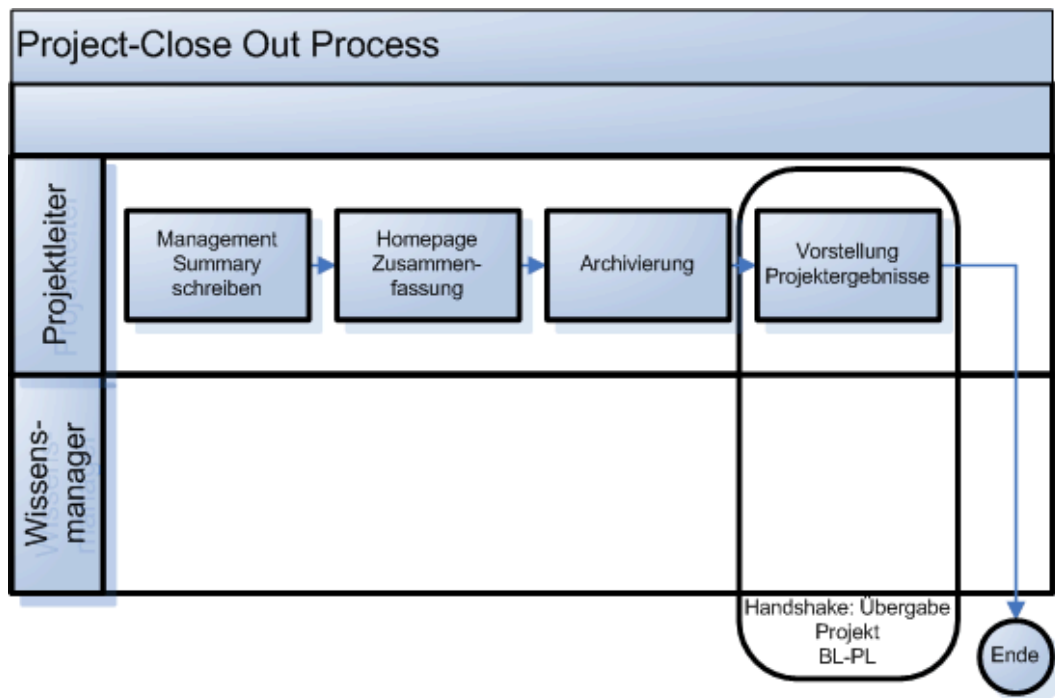 Project-Close Out Process
Projektleiter
Management
Summary
schreiben
Homepage
Zusammen-
fassung
Archivierung
Vorstellung
Projektergebnisse
Wissens-
manager
Handshake: Übergabe
Projekt
BL-PL
Ende